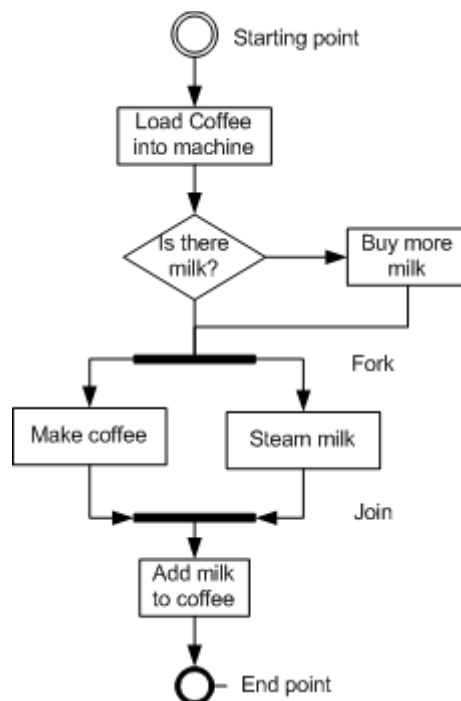 Starting point
Load Coffee
into machine
Is there
milk?
Buy more
milk
Fork
Make coffee
Steam milk
Join
Add milk
to coffee
End point